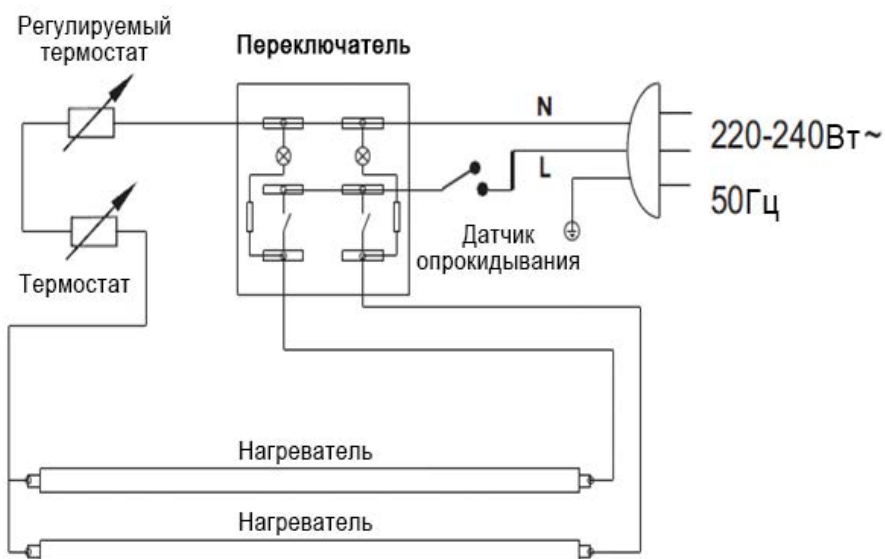 Регулируемый
термостат
Переключатель
N
220-240Вт~
L
50Гц
Датчик
опрокидывания
Термостат
Нагреватель
Нагреватель